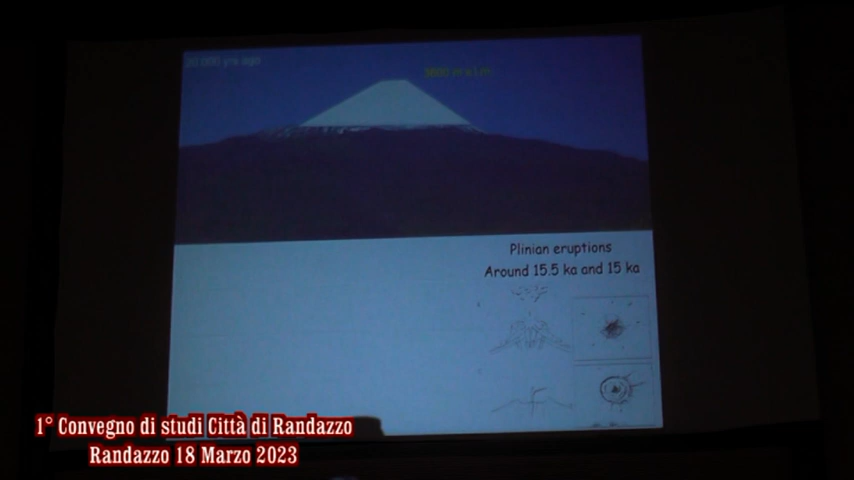 Plinian eruptions
Around 15.5 ka and 15 ka
1° Convegno di studi Città di Randazzo
Randazzo 18 Marzo 2023